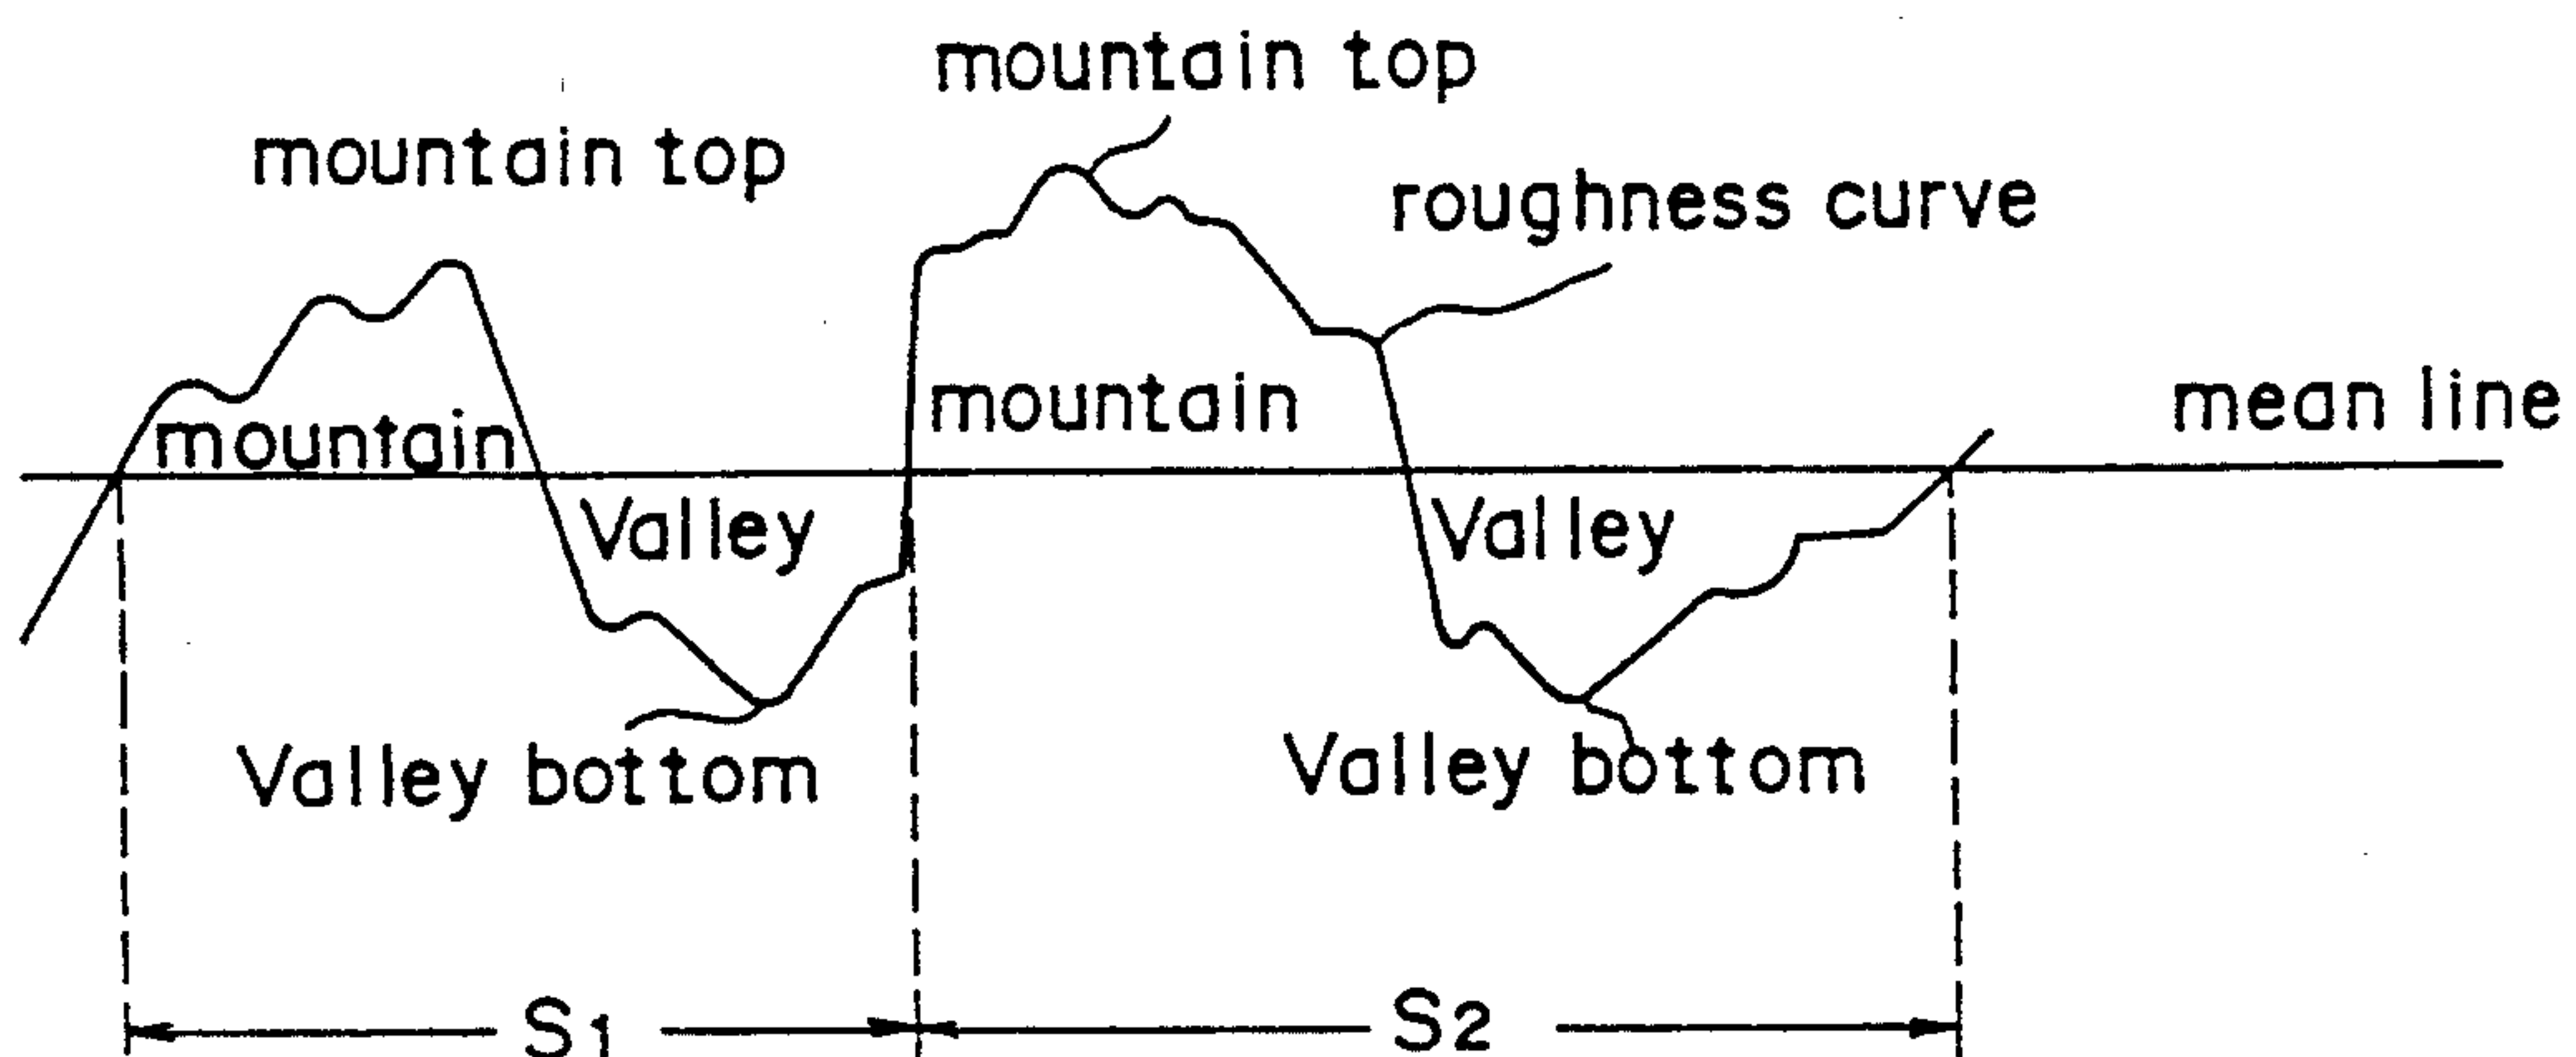 mountain top
mountain top
roughness curve
mean line
mountain
mountain
Valley
Valley
Valley bottom
Valley bottom
S1
S2